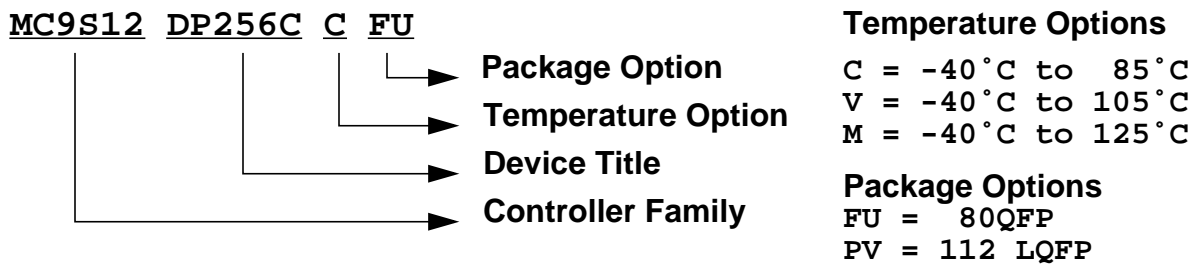 MC9S12 DP256C C FU
Package Option
Temperature Option
Device Title
Controller Family
Temperature Options
C = -40˚C to 85˚C
V = -40˚C to 105˚C
M = -40˚C to 125˚C
Package Options
FU = 80QFP
PV = 112 LQFP